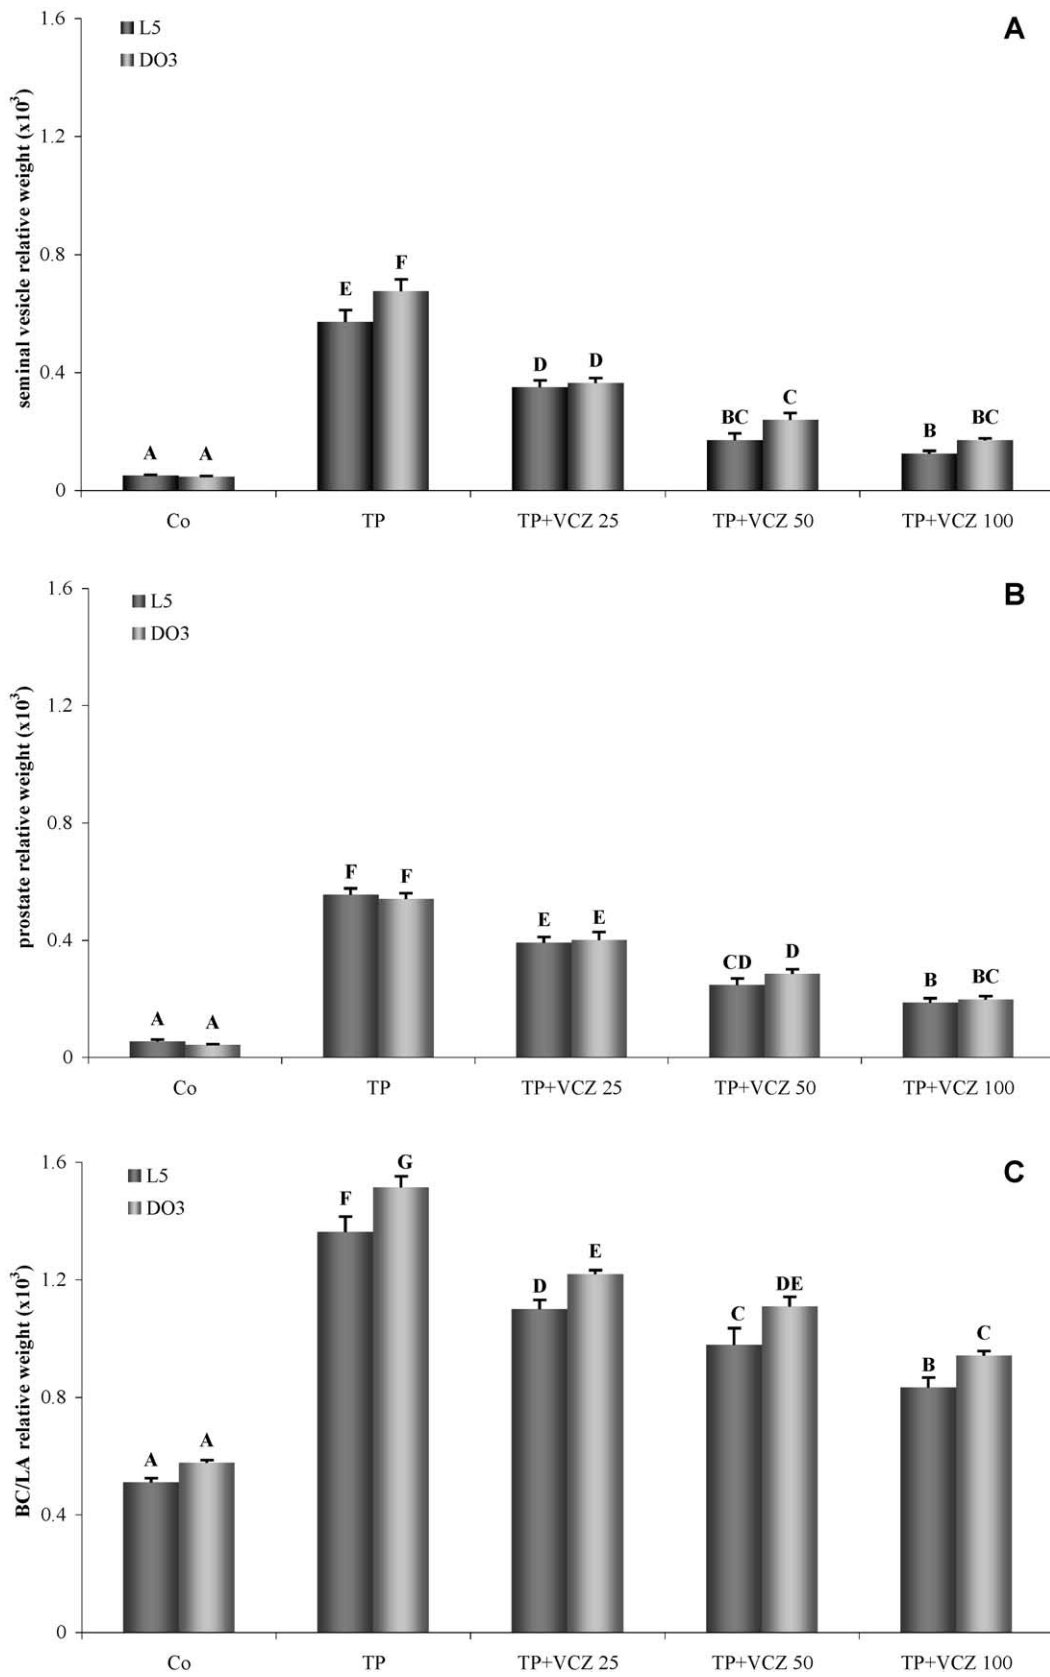 1.6
L5
DO3
A
1.2
0.8
0.4
0
seminal vesicle relative weight (x10³)
A
A
E
F
D
D
BC
C
B
BC
Co
TP
TP+VCZ 25
TP+VCZ 50
TP+VCZ 100
1.6
L5
DO3
B
1.2
0.8
0.4
0
prostate relative weight (x10³)
A
A
F
F
E
E
CD
D
B
BC
Co
TP
TP+VCZ 25
TP+VCZ 50
TP+VCZ 100
1.6
L5
DO3
C
1.2
0.8
0.4
0
BC/LA relative weight (x10³)
A
A
F
G
D
E
C
DE
B
C
Co
TP
TP+VCZ 25
TP+VCZ 50
TP+VCZ 100